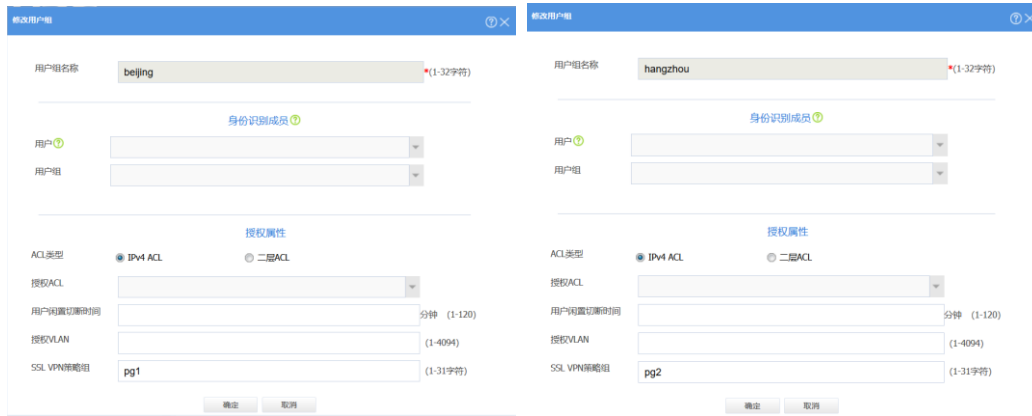 修改用户组
用户组名称
beijing
*(1-32字符)
身份识别成员
用户
用户组
授权属性
ACL类型
IPv4 ACL
二层ACL
授权ACL
用户闲置切断时间
分钟 (1-120)
授权VLAN
(1-4094)
SSL VPN策略组
pg1
(1-31字符)
确定
取消
修改用户组
用户组名称
hangzhou
*(1-32字符)
身份识别成员
用户
用户组
授权属性
ACL类型
IPv4 ACL
二层ACL
授权ACL
用户闲置切断时间
分钟 (1-120)
授权VLAN
(1-4094)
SSL VPN策略组
pg2
(1-31字符)
确定
取消